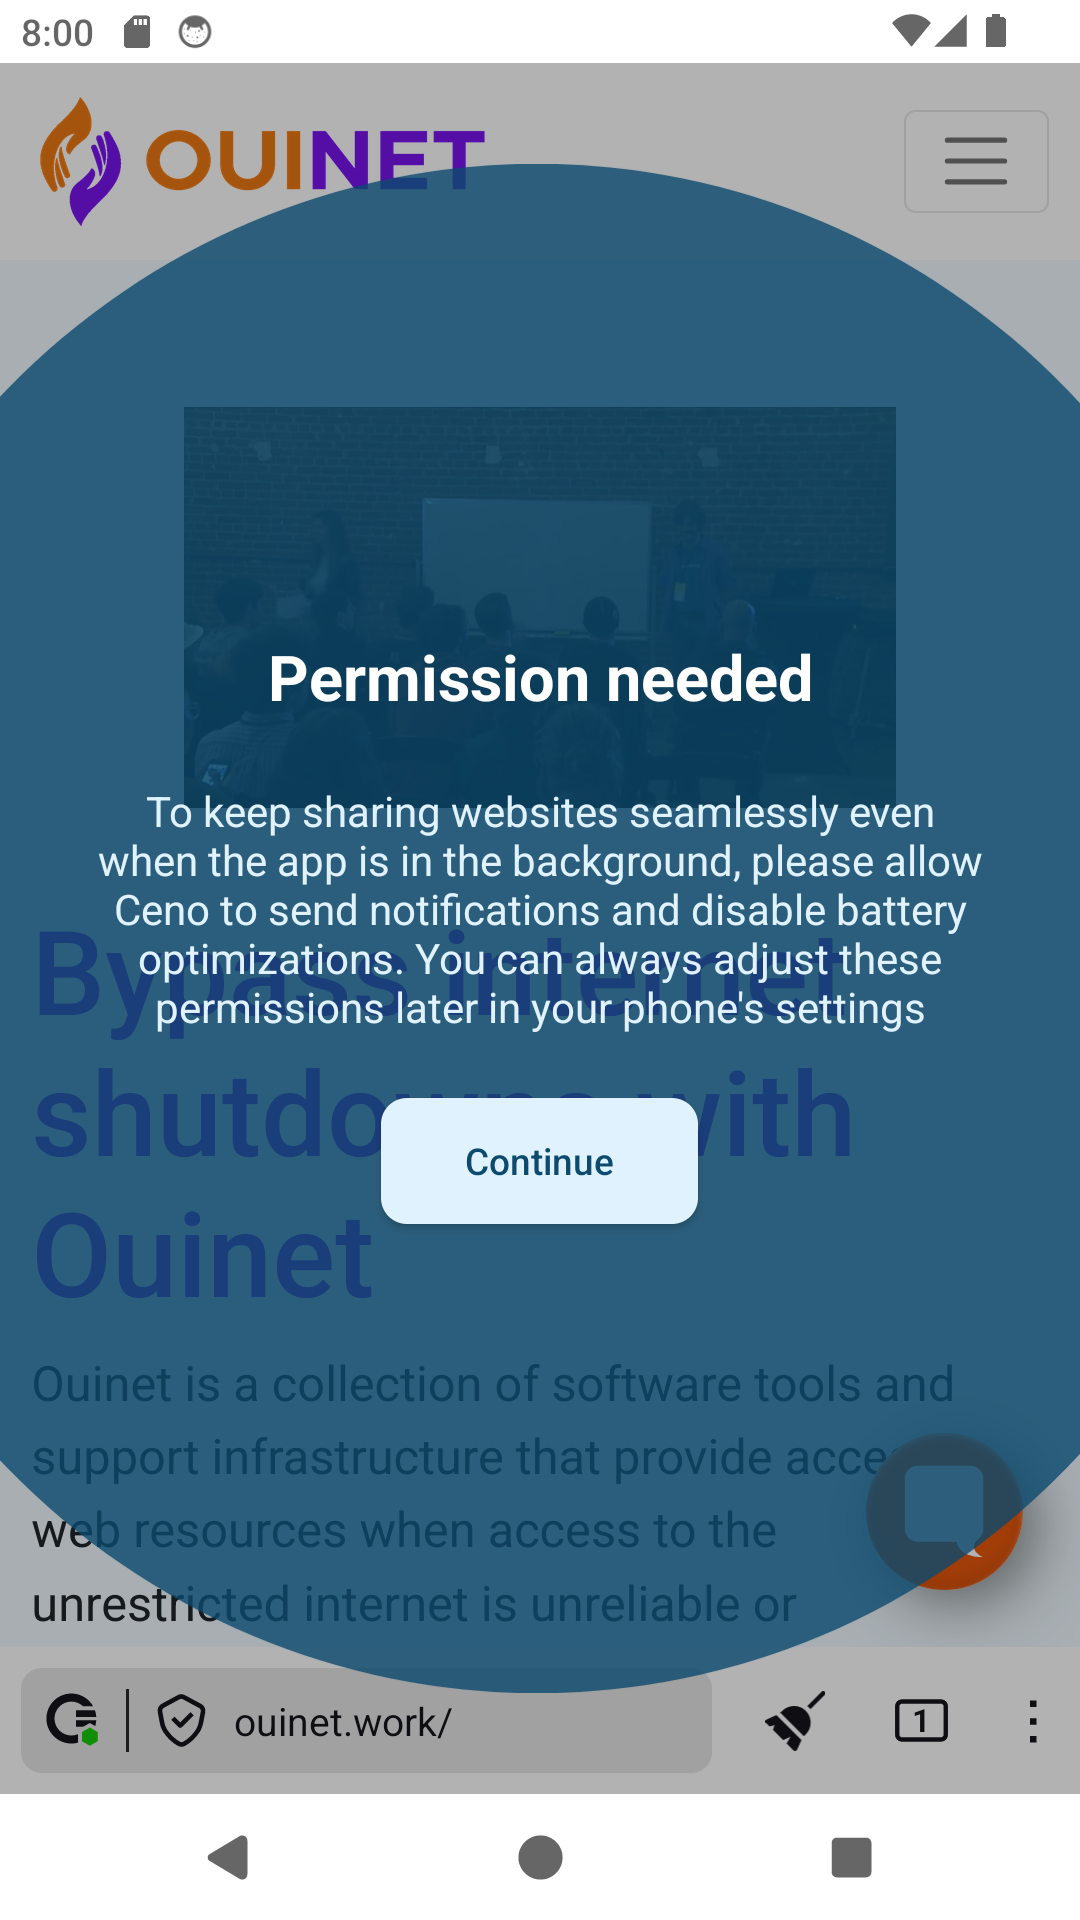 8:00
OUINET
Permission needed
To keep sharing websites seamlessly even
when the app is in the background, please allow
Ceno to send notifications and disable battery
optimizations. You can always adjust these
permissions later in your phone's settings
Bypass internet
shutdowns with
Ouinet
Continue
Ouinet is a collection of software tools and
support infrastructure that provide
web resources when access to the
unrestricted internet is unreliable or
ouinet.work/
1